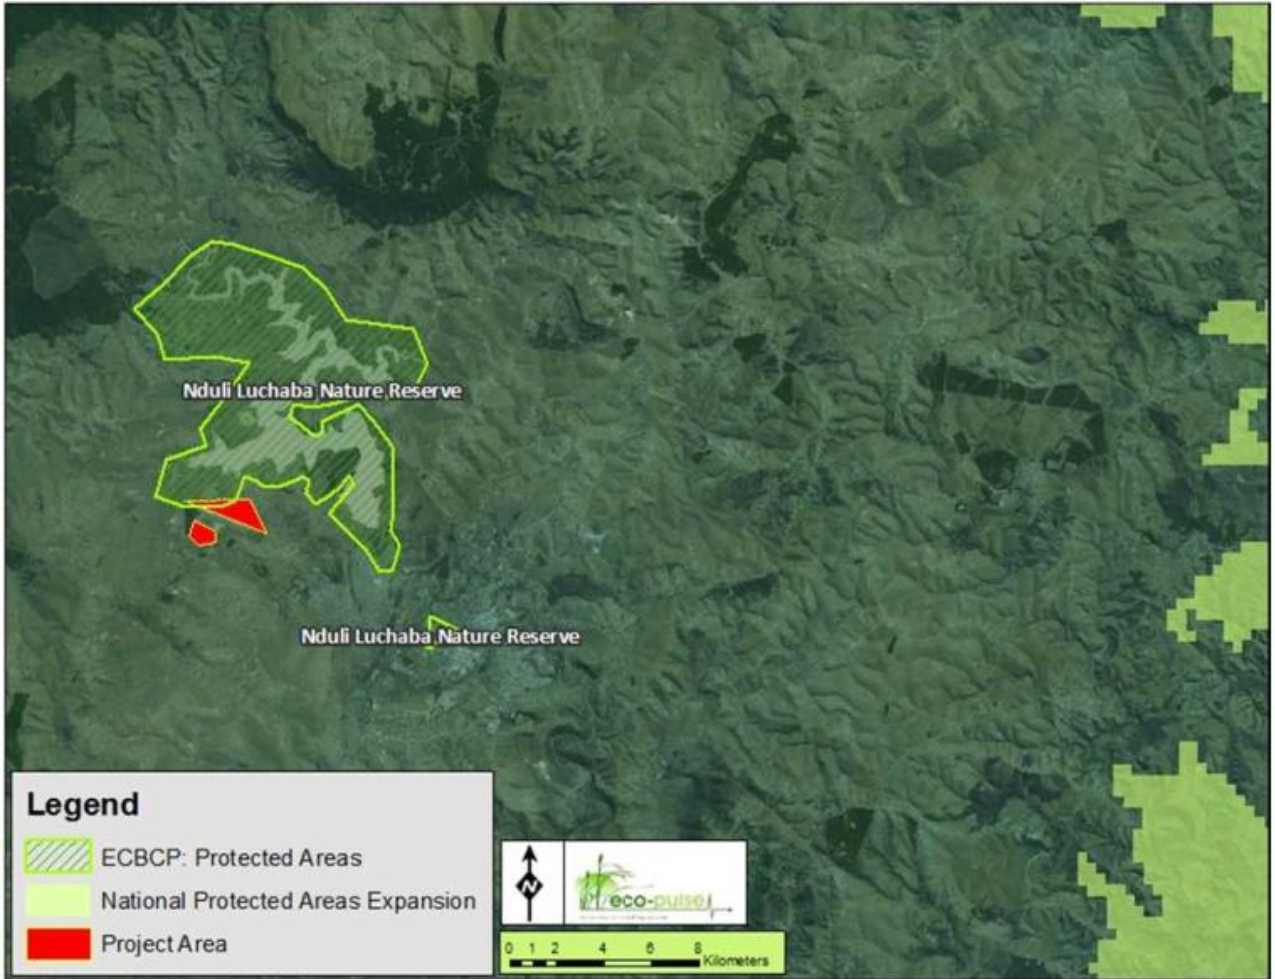 Nduli Luchaba Nature Reserve
Nduli Luchaba Nature Reserve
Legend
ECBCP: Protected Areas
National Protected Areas Expansion
Project Area
N
eco-pulse
0 1 2 4 6 8
Kilometers